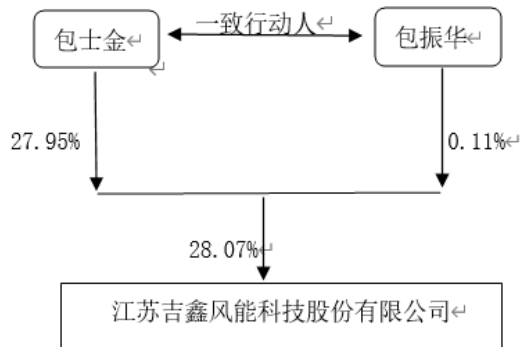 包士金
一致行动人
包振华
27.95%
0.11%
28.07%
江苏吉鑫风能科技股份有限公司